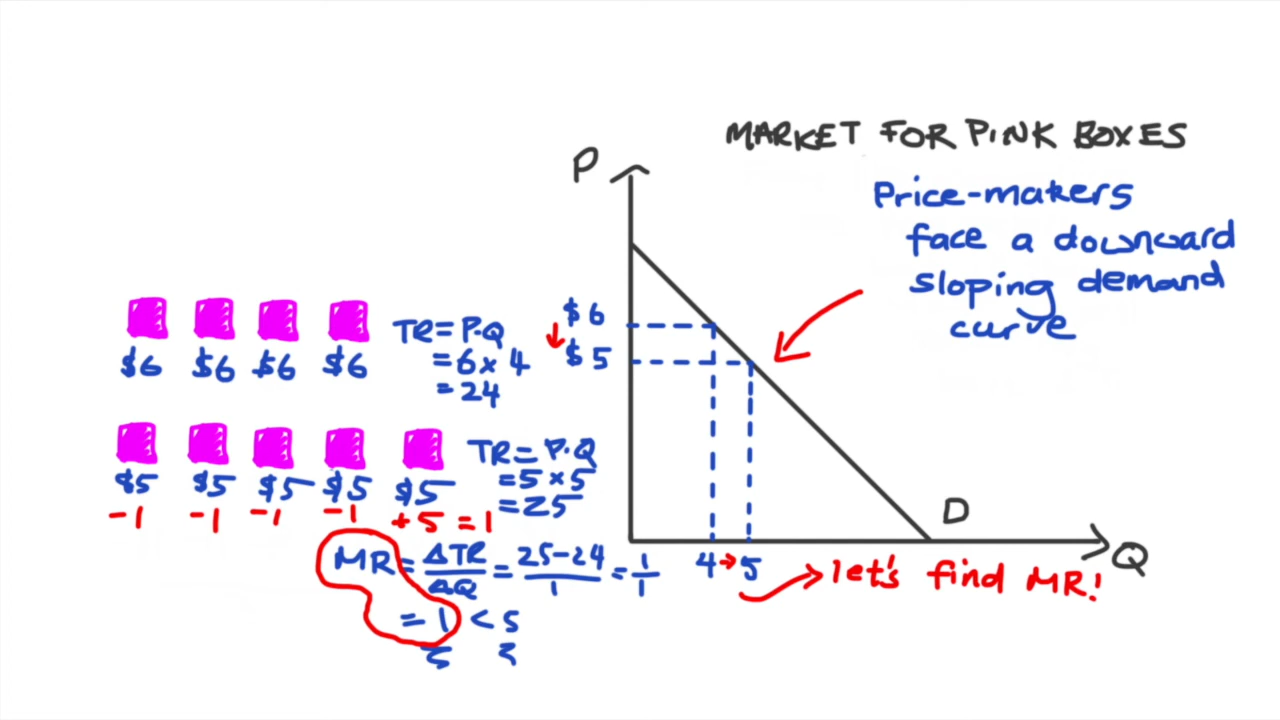 MARKET FOR PINK BOXES
P
Price-makers
face a downward
sloping demand
curve
$6 $6 $6 $6
TR = P.Q
= 6 x 4
= 24
$6
↓ $5
$5 $5 $5 $5 $5
-1 -1 -1 -1 +5 = 1
TR = P.Q
= 5 x 5
= 25
D
MR = ΔTR/ΔQ = 25-24/1 = 1/1
= 1 < 5
4 → 5
let's find MR!
Q